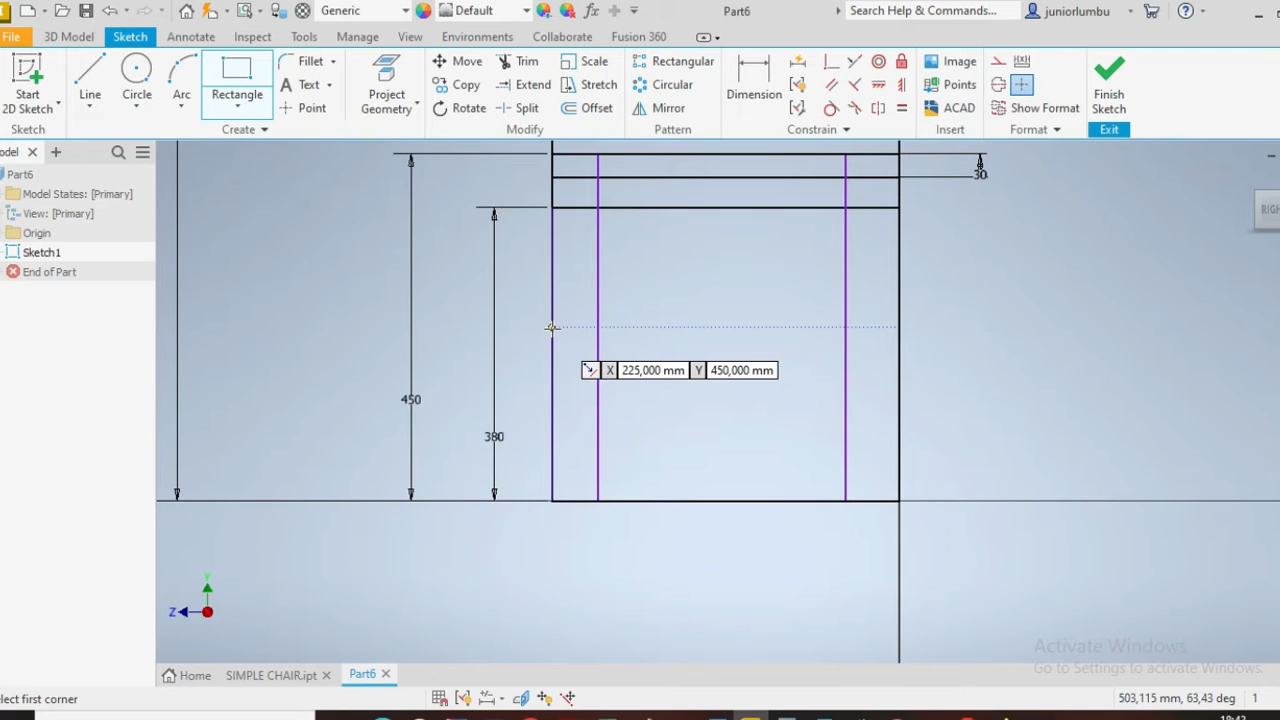 Generic
Default
Part6
Search Help & Commands...
juniorlumbu
File
3D Model
Sketch
Annotate
Inspect
Tools
Manage
View
Environments
Collaborate
Fusion 360
Start
2D Sketch
Line
Circle
Arc
Rectangle
Fillet
Text
Point
Project
Geometry
Move
Copy
Rotate
Trim
Extend
Split
Scale
Stretch
Offset
Rectangular
Circular
Mirror
Dimension
Image
Points
ACAD
Show Format
Finish
Sketch
Sketch
Create
Modify
Pattern
Constrain
Insert
Format
Exit
odel
Part6
Model States: [Primary]
View: [Primary]
Origin
Sketch1
End of Part
30
RIGH
X 225,000 mm Y 450,000 mm
450
380
Y
Z
Activate Windows
Go to Settings to activate Windows.
Home
SIMPLE CHAIR.ipt
Part6
elect first corner
503,115 mm, 63,43 deg
1